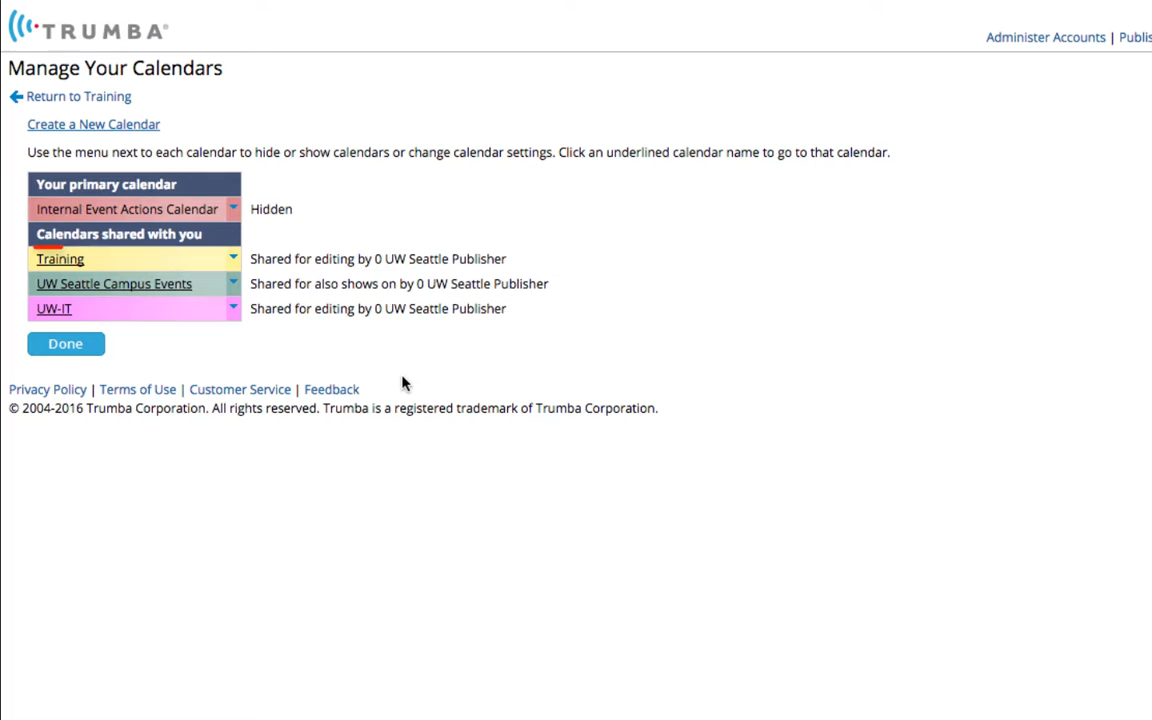 TRUMBA®
Administer Accounts | Publis
Manage Your Calendars
Return to Training
Create a New Calendar
Use the menu next to each calendar to hide or show calendars or change calendar settings. Click an underlined calendar name to go to that calendar.
Your primary calendar
Internal Event Actions Calendar Hidden
Calendars shared with you
Training Shared for editing by 0 UW Seattle Publisher
UW Seattle Campus Events Shared for also shows on by 0 UW Seattle Publisher
UW-IT Shared for editing by 0 UW Seattle Publisher
Done
Privacy Policy | Terms of Use | Customer Service | Feedback
© 2004-2016 Trumba Corporation. All rights reserved. Trumba is a registered trademark of Trumba Corporation.